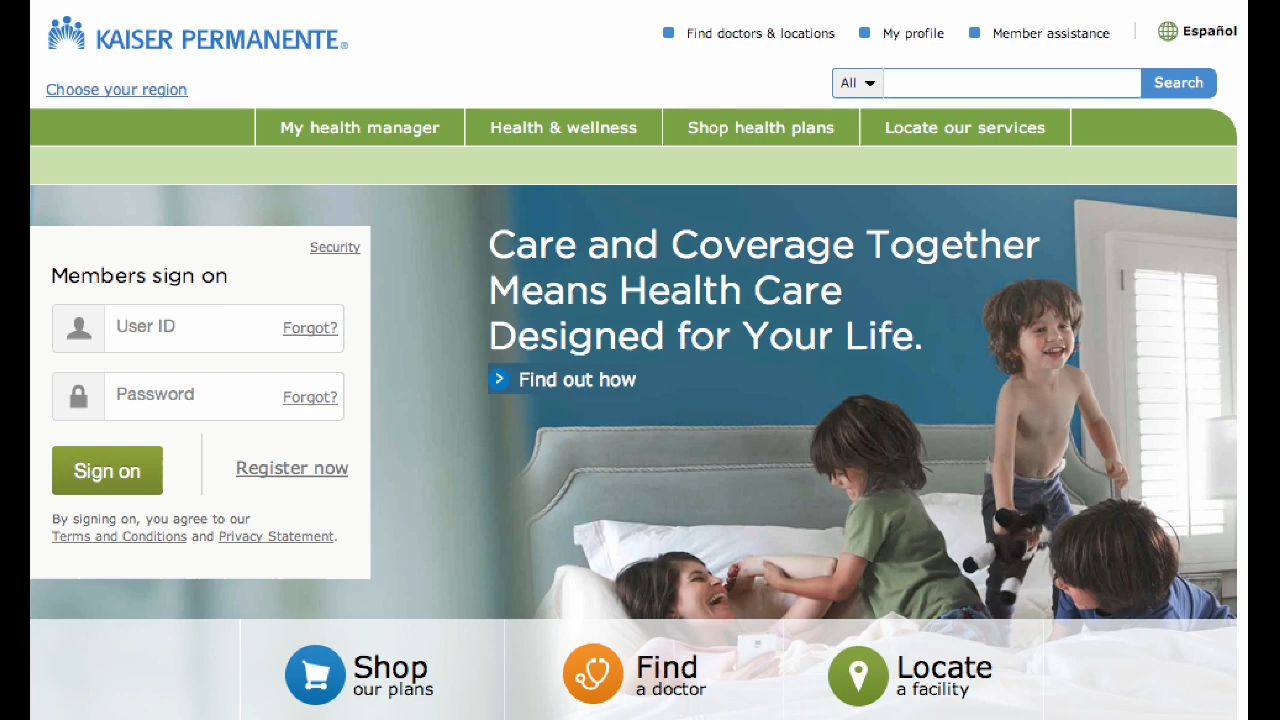 KAISER PERMANENTE®
Find doctors & locations
My profile
Member assistance
Español
Choose your region
All
Search
My health manager
Health & wellness
Shop health plans
Locate our services
Security
Members sign on
User ID
Forgot?
Password
Forgot?
Sign on
Register now
By signing on, you agree to our
Terms and Conditions and Privacy Statement.
Care and Coverage Together
Means Health Care
Designed for Your Life.
Find out how
Shop
our plans
Find
a doctor
Locate
a facility